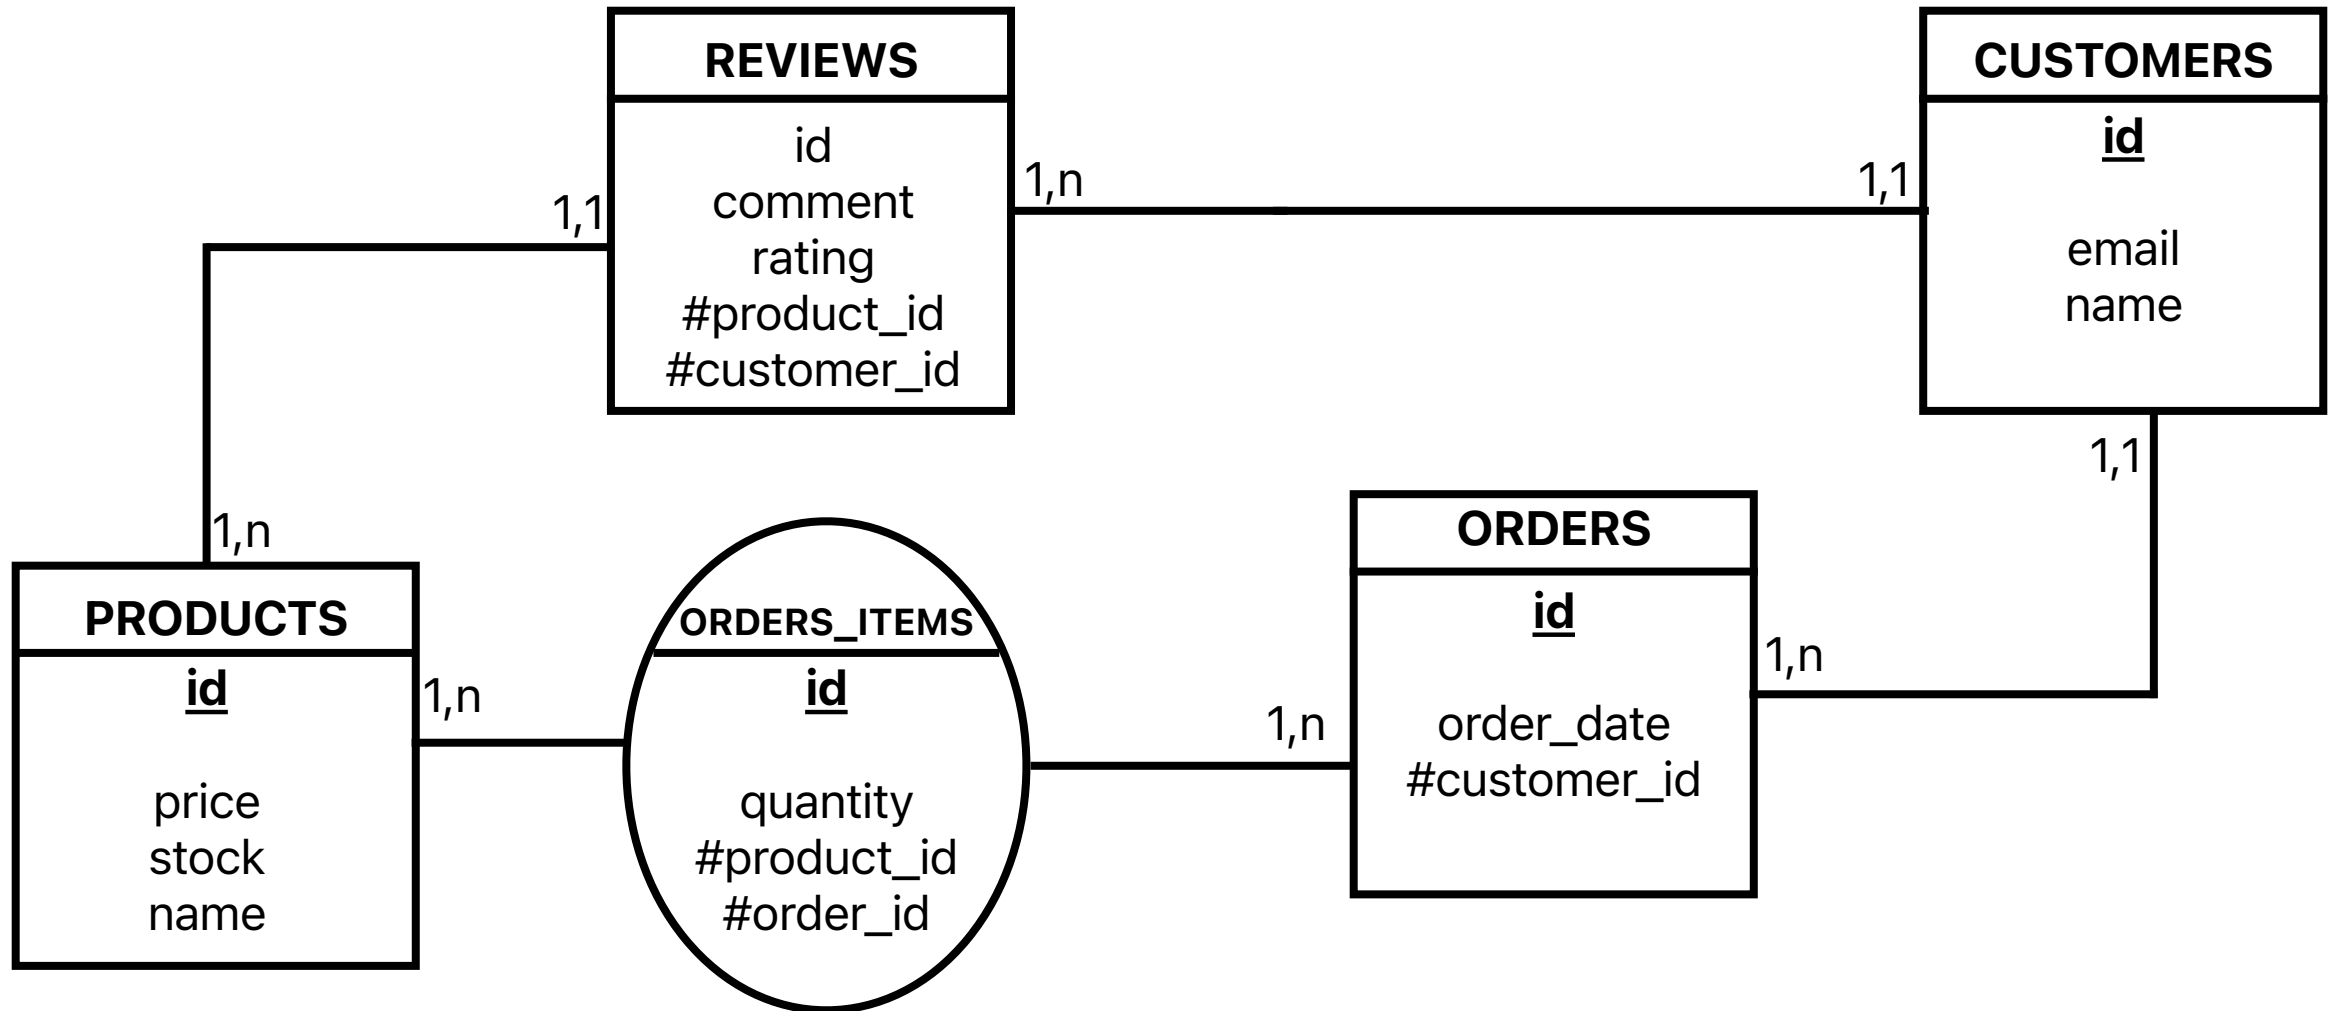 REVIEWS
id
comment
rating
#product_id
#customer_id
1,1
1,n
CUSTOMERS
id
email
name
1,1
1,1
1,n
PRODUCTS
id
price
stock
name
1,n
ORDERS_ITEMS
id
quantity
#product_id
#order_id
1,n
ORDERS
id
order_date
#customer_id
1,n